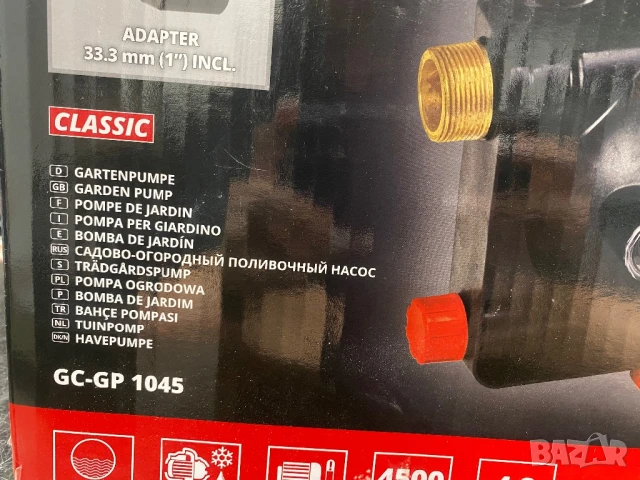 ADAPTER
33.3 mm (1") INCL.
CLASSIC
D GARTENPUMPE
GB GARDEN PUMP
F POMPE DE JARDIN
I POMPA PER GIARDINO
E BOMBA DE JARDÍN
RUS САДОВО-ОГОРОДНЫЙ ПОЛИВОЧНЫЙ НАСОС
S TRÄDGÅRDSPUMP
PL POMPA OGRODOWA
P BOMBA DE JARDIM
TR BAHÇE POMPASI
NL TUINPOMP
DK/N HAVEPUMPE
GC-GP 1045
4500
BAZAR